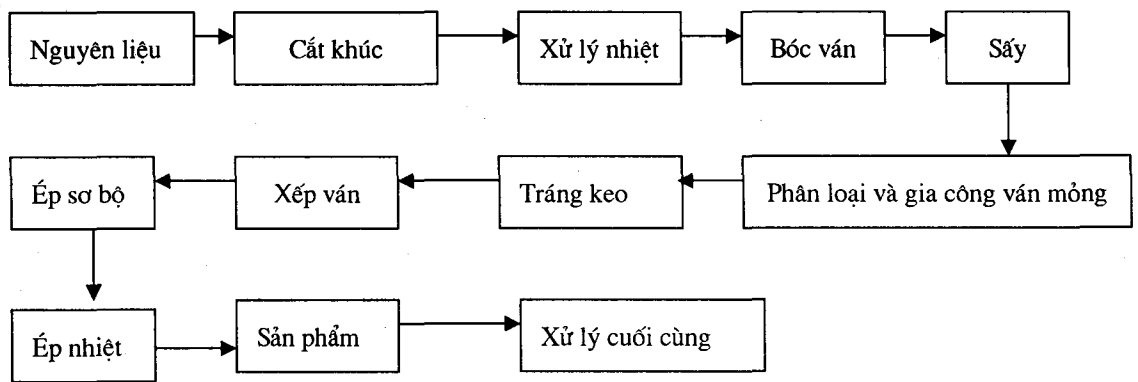 Nguyên liệu
Cắt khúc
Xử lý nhiệt
Bóc ván
Sấy
Phân loại và gia công ván mỏng
Tráng keo
Xếp ván
Ép sơ bộ
Ép nhiệt
Sản phẩm
Xử lý cuối cùng